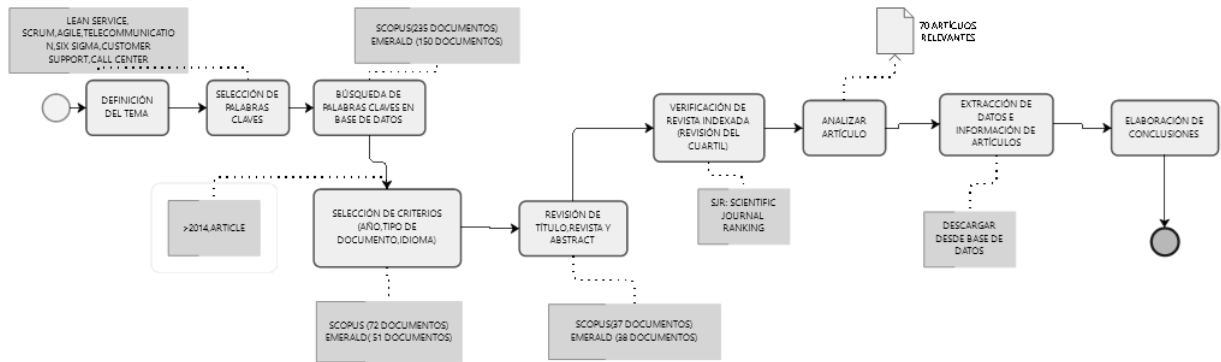 LEAN SERVICE,
SCRUM,AGILE,TELECOMMUNICATIO
N,SIX SIGMA,CUSTOMER
SUPPORT,CALL CENTER
SCOPUS(235 DOCUMENTOS)
EMERALD (150 DOCUMENTOS)
70 ARTÍCUOS
RELEVANTES
DEFINICIÓN
DEL TEMA
SELECCIÓN DE
PALABRAS
CLAVES
BÚSQUEDA DE
PALABRAS CLAVES EN
BASE DE DATOS
VERIFICACIÓN DE
REVISTA INDEXADA
(REVISIÓN DEL
CUARTIL)
ANALIZAR
ARTÍCULO
EXTRACCIÓN DE
DATOS E
INFORMACIÓN DE
ARTÍCULOS
ELABORACIÓN DE
CONCLUSIONES
>2014,ARTICLE
SELECCIÓN DE CRITERIOS
(AÑO,TIPO DE
DOCUMENTO,IDIOMA)
REVISIÓN DE
TÍTULO,REVISTA Y
ABSTRACT
SJR: SCIENTIFIC
JOURNAL
RANKING
DESCARGAR
DESDE BASE DE
DATOS
SCOPUS (72 DOCUMENTOS)
EMERALD( 51 DOCUMENTOS)
SCOPUS(37 DOCUMENTOS)
EMERALD (38 DOCUMENTOS)